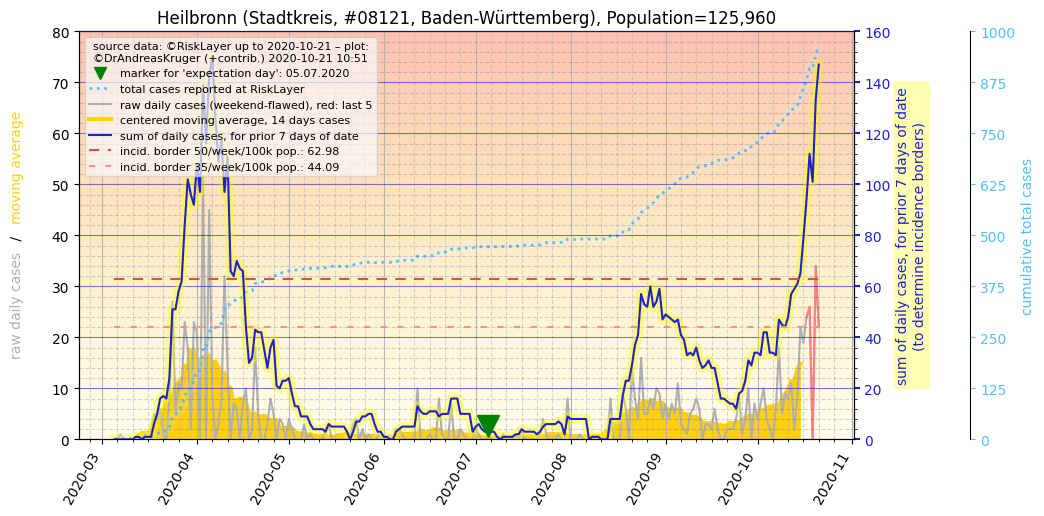 Heilbronn (Stadtkreis, #08121, Baden-Württemberg), Population=125,960
source data: ©RiskLayer up to 2020-10-21 – plot:
©DrAndreasKruger (+contrib.) 2020-10-21 10:51
marker for 'expectation day': 05.07.2020
total cases reported at RiskLayer
raw daily cases (weekend-flawed), red: last 5
centered moving average, 14 days cases
sum of daily cases, for prior 7 days of date
incid. border 50/week/100k pop.: 62.98
incid. border 35/week/100k pop.: 44.09
raw daily cases / moving average
80
70
60
50
40
30
20
10
0
2020-03
2020-04
2020-05
2020-06
2020-07
2020-08
2020-09
2020-10
2020-11
160
140
120
100
80
60
40
20
0
sum of daily cases, for prior 7 days of date
(to determine incidence borders)
1000
875
750
625
500
375
250
125
0
cumulative total cases